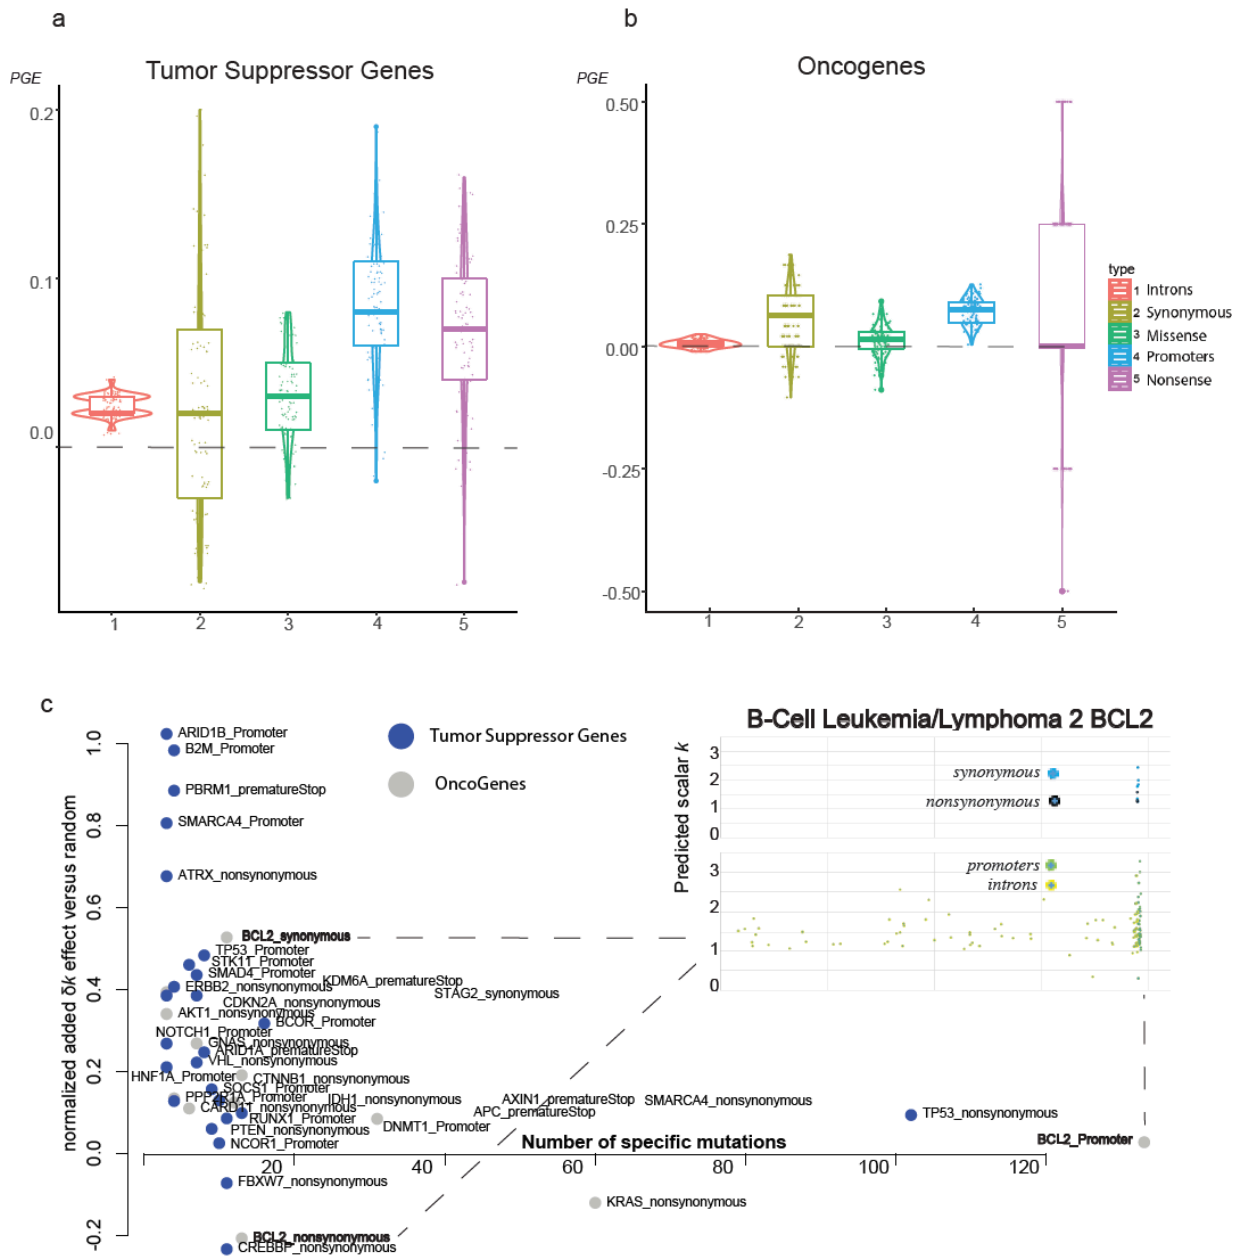 a
b
PGE
Tumor Suppressor Genes
PGE
Oncogenes
0.2
0.1
0.0
1
2
3
4
5
0.50
0.25
0.00
-0.25
-0.50
1
2
3
4
5
type
1 Introns
2 Synonymous
3 Missense
4 Promoters
5 Nonsense
c
normalized added δk effect versus random
1.0
0.8
0.6
0.4
0.2
0.0
-0.2
Tumor Suppressor Genes
OncoGenes
ARID1B_Promoter
B2M_Promoter
PBRM1_prematureStop
SMARCA4_Promoter
ATRX_nonsynonymous
BCL2_synonymous
TP53_Promoter
STK11_Promoter
SMAD4_Promoter
KDM6A_prematureStop
ERBB2_nonsynonymous
STAG2_synonymous
CDKN2A_nonsynonymous
AKT1_nonsynonymous
BCOR_Promoter
NOTCH1_Promoter
GNAS_nonsynonymous
ARID1A_prematureStop
VHL_nonsynonymous
HNF1A_Promoter
CTNNB1_nonsynonymous
SOCS1_Promoter
PPP2R1A_Promoter
IDH1_nonsynonymous
AXIN1_prematureStop
SMARCA4_nonsynonymous
CARD11_nonsynonymous
APC_prematureStop
TP53_nonsynonymous
RUNX1_Promoter
DNMT1_Promoter
PTEN_nonsynonymous
NCOR1_Promoter
Number of specific mutations
BCL2_Promoter
20
40
60
80
100
120
FBXW7_nonsynonymous
KRAS_nonsynonymous
BCL2_nonsynonymous
CREBBP_nonsynonymous
B-Cell Leukemia/Lymphoma 2 BCL2
Predicted scalar k
3
2
1
0
synonymous
nonsynonymous
3
2
1
0
promoters
introns